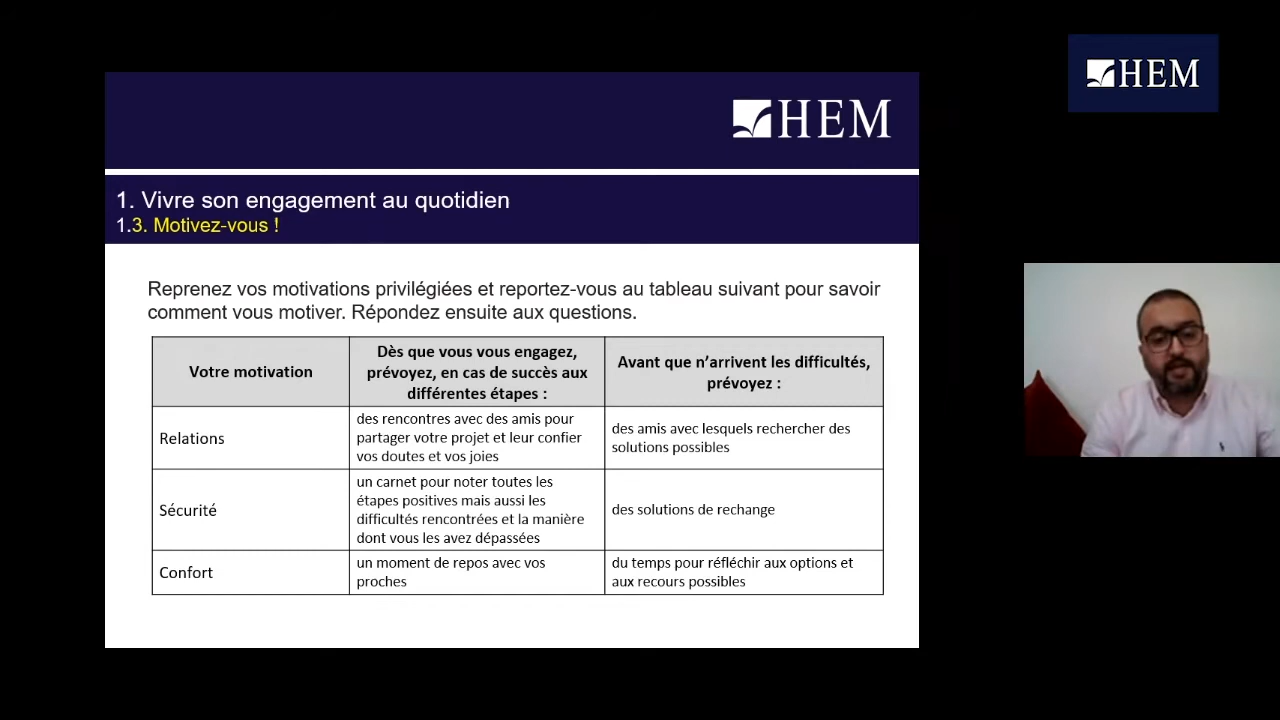 HEM
HEM
1. Vivre son engagement au quotidien
1.3. Motivez-vous !
Reprenez vos motivations privilégiées et reportez-vous au tableau suivant pour savoir
comment vous motiver. Répondez ensuite aux questions.
Votre motivation
Dès que vous vous engagez,
prévoyez, en cas de succès aux
différentes étapes :
Avant que n’arrivent les difficultés,
prévoyez :
Relations
des rencontres avec des amis pour
partager votre projet et leur confier
vos doutes et vos joies
des amis avec lesquels rechercher des
solutions possibles
Sécurité
un carnet pour noter toutes les
étapes positives mais aussi les
difficultés rencontrées et la manière
dont vous les avez dépassées
des solutions de rechange
Confort
un moment de repos avec vos
proches
du temps pour réfléchir aux options et
aux recours possibles